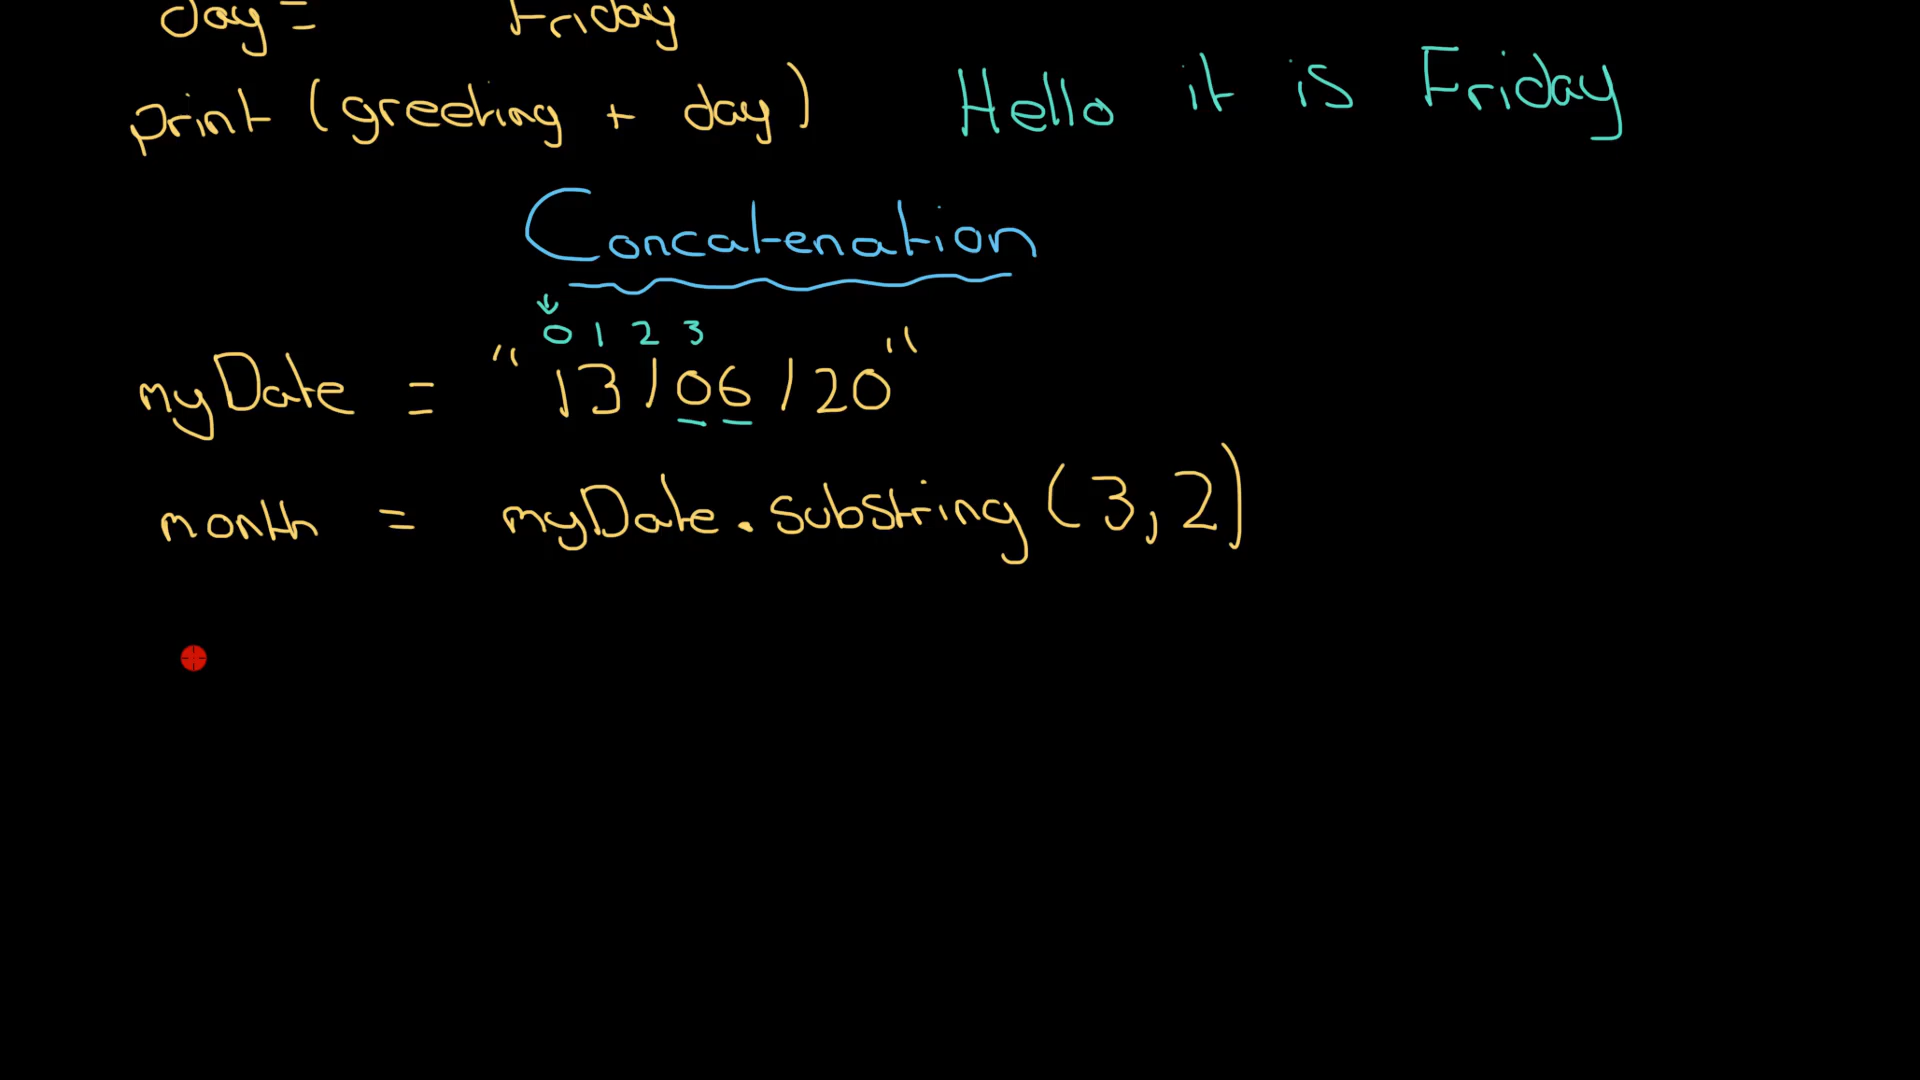 day = Friday
print (greeting + day) Hello it is Friday
Concatenation
0 1 2 3
myDate = "13/06/20"
month = myDate.substring(3,2)